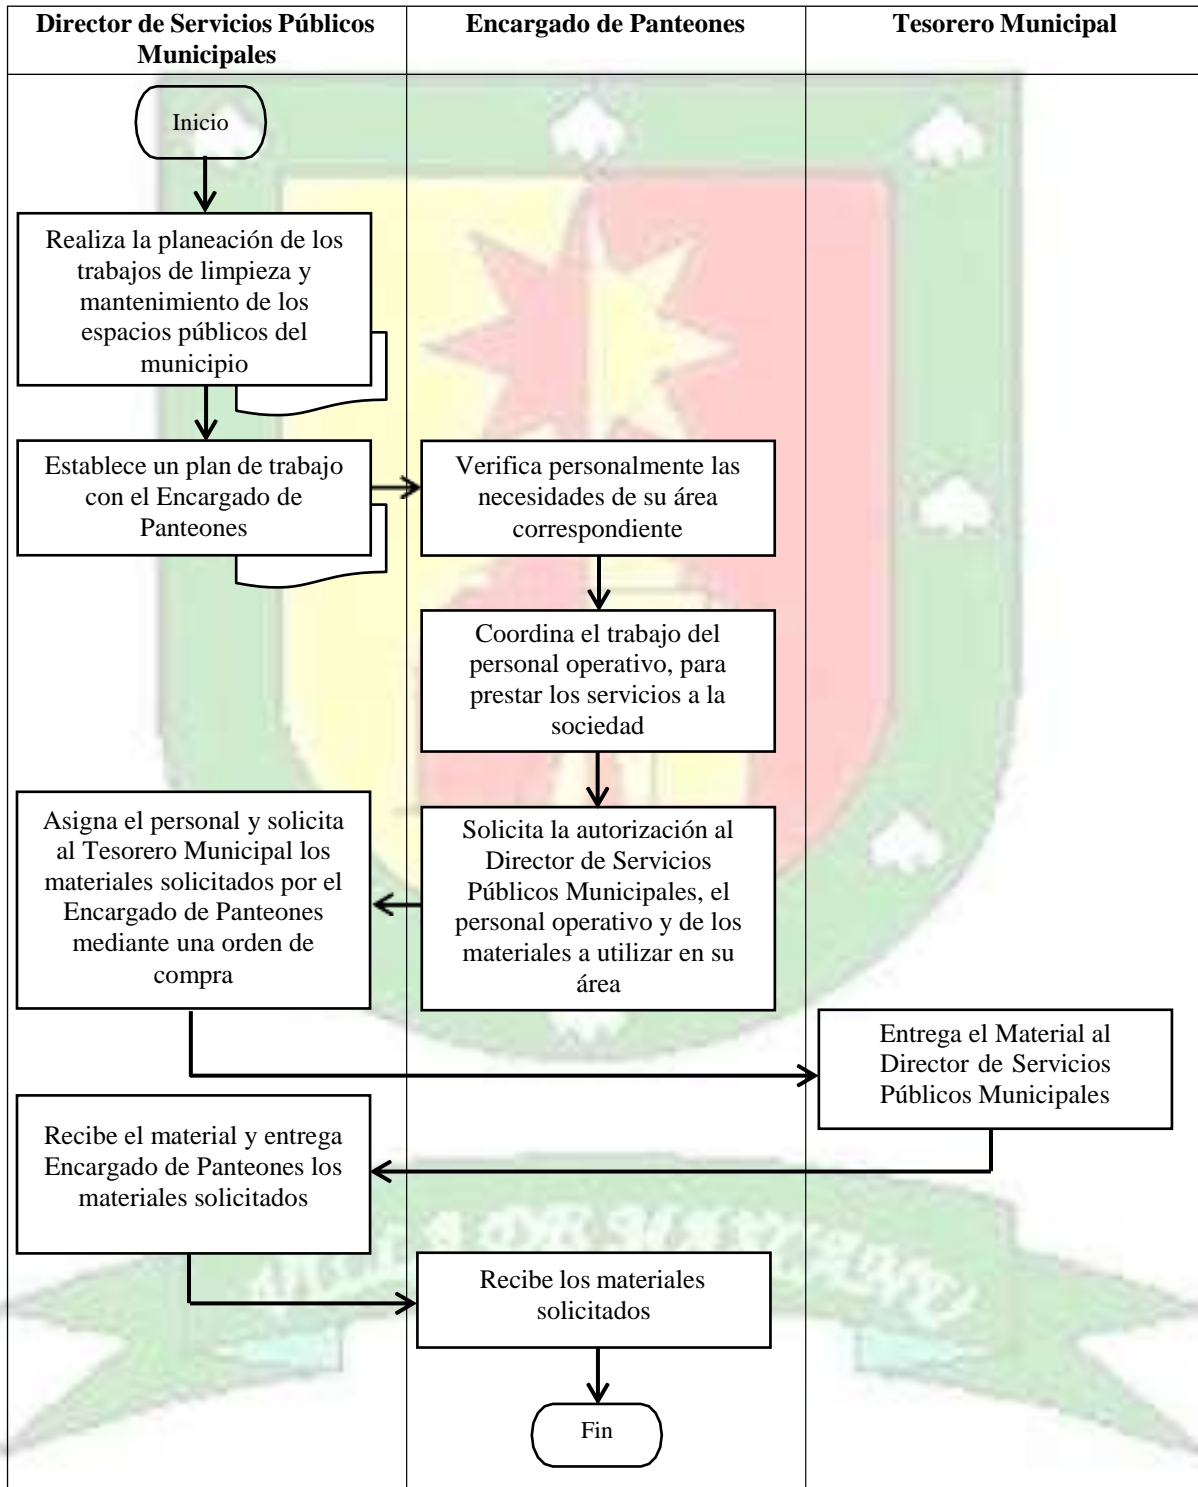 Director de Servicios Públicos
Municipales
Encargado de Panteones
Tesorero Municipal
Inicio
Realiza la planeación de los
trabajos de limpieza y
mantenimiento de los
espacios públicos del
municipio
Establece un plan de trabajo
con el Encargado de
Panteones
Verifica personalmente las
necesidades de su área
correspondiente
Coordina el trabajo del
personal operativo, para
prestar los servicios a la
sociedad
Solicita la autorización al
Director de Servicios
Públicos Municipales, el
personal operativo y de los
materiales a utilizar en su
área
Asigna el personal y solicita
al Tesorero Municipal los
materiales solicitados por el
Encargado de Panteones
mediante una orden de
compra
Entrega el Material al
Director de Servicios
Públicos Municipales
Recibe el material y entrega
Encargado de Panteones los
materiales solicitados
Recibe los materiales
solicitados
Fin